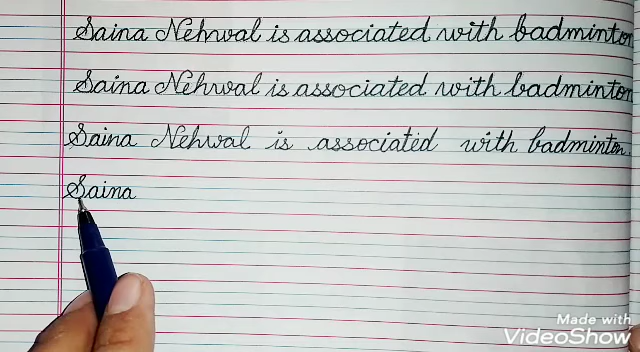 Saina Nehwal is associated with badminton
Saina Nehwal is associated with badminton
Saina Nehwal is associated with badminton
Saina
Made with
VideoShow